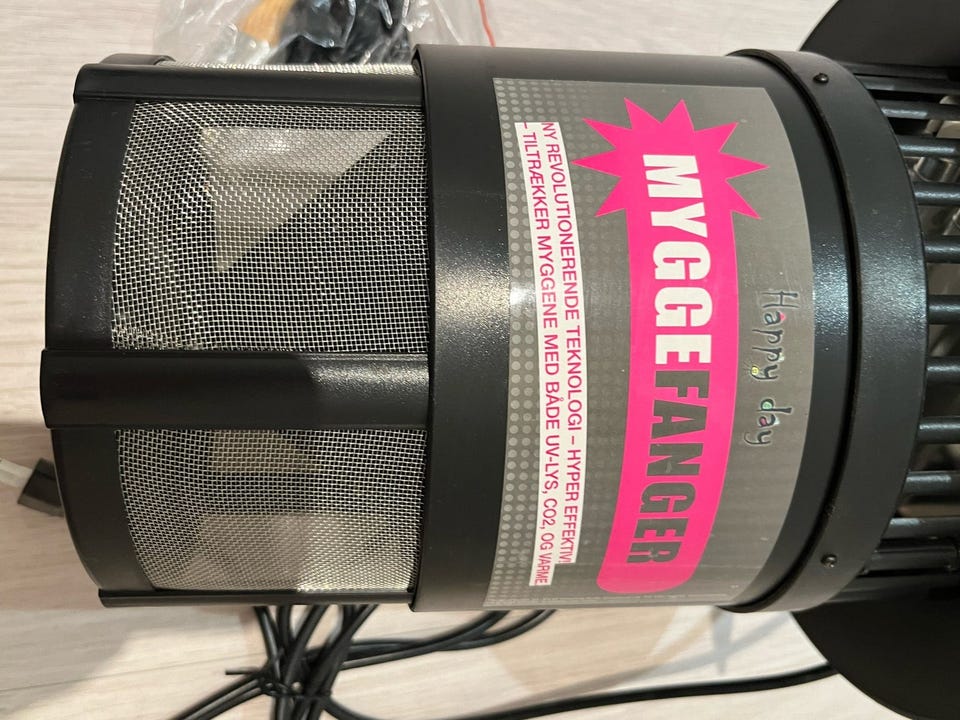 Happy day
MYGGEFANGER
NY REVOLUTIONERENDE TEKNOLOGI – HYPER EFFEKTIV!
– TILTRÆKKER MYGGENE MED BÅDE UV-LYS, CO2, OG VARME